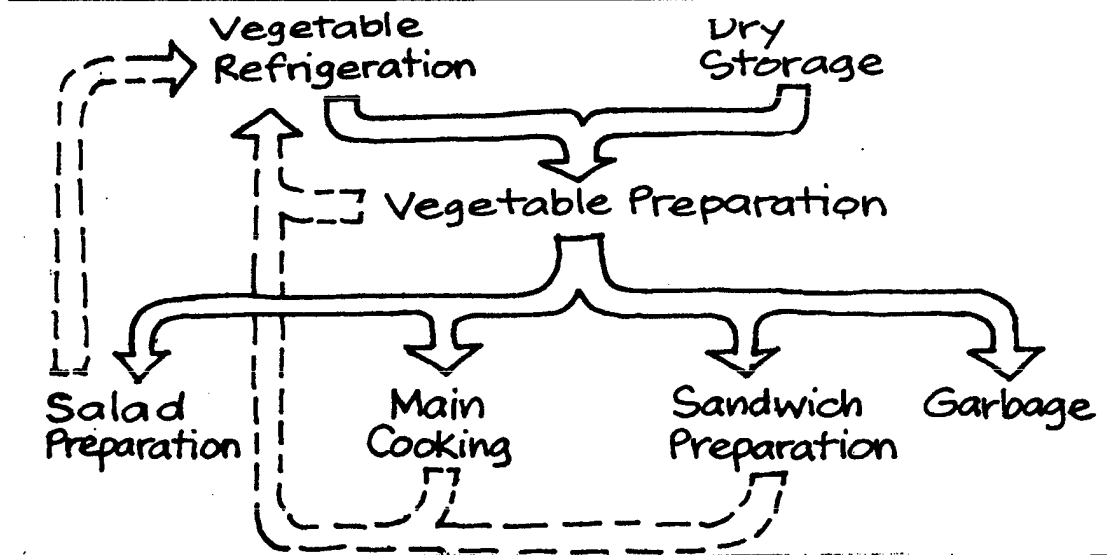 Vegetable
Refrigeration
Dry
Storage
Vegetable Preparation
Salad
Preparation
Main
Cooking
Sandwich
Preparation
Garbage